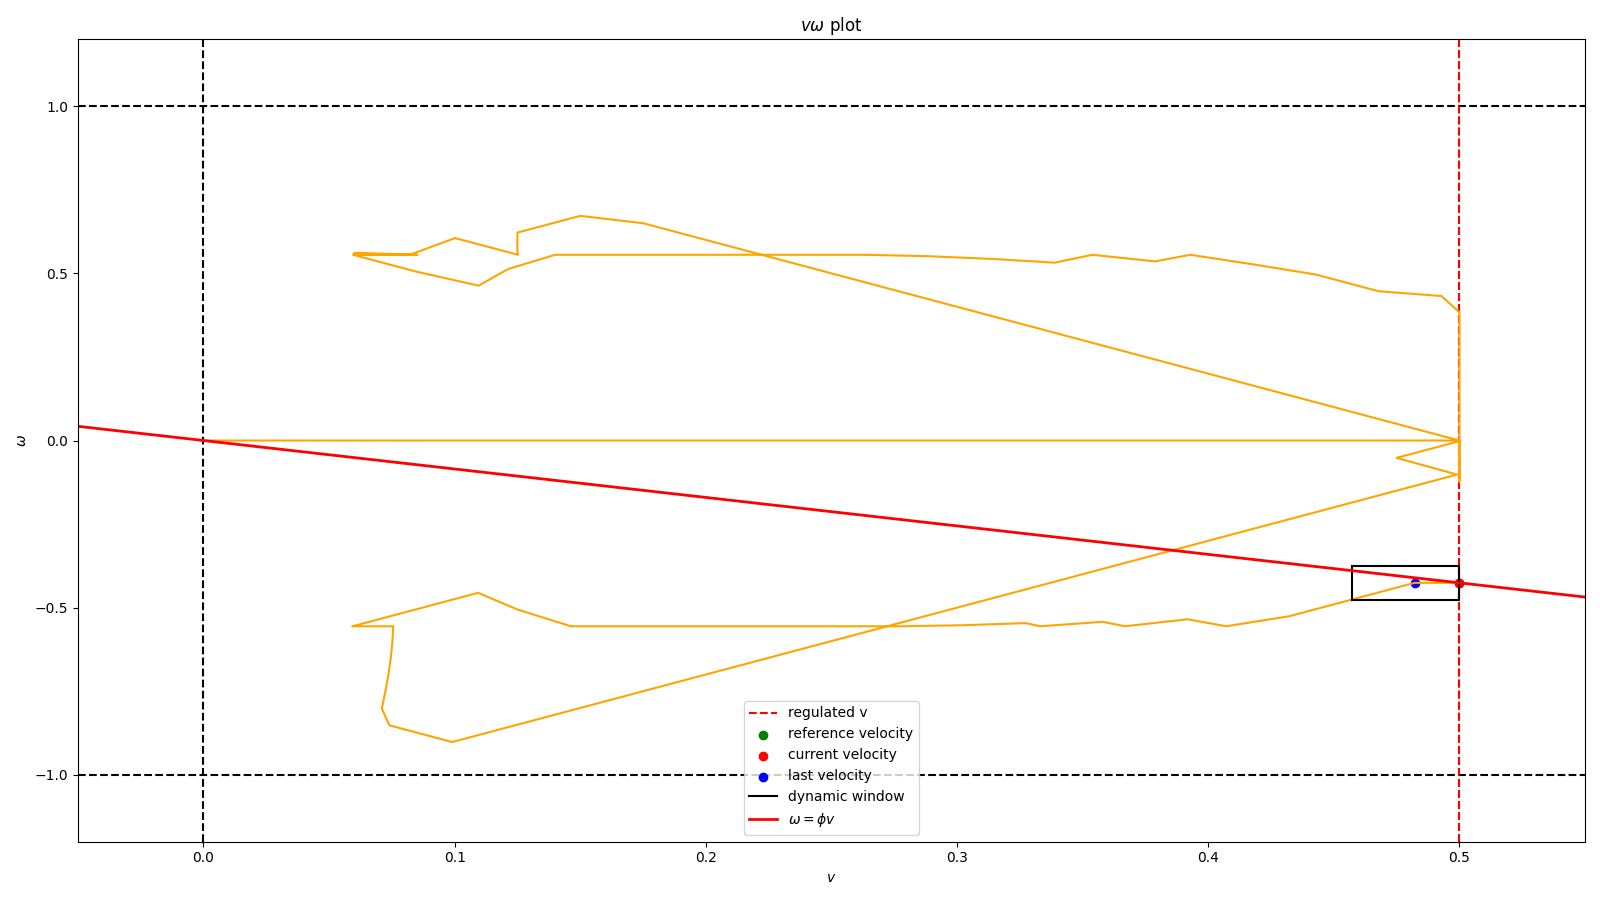 vω plot
1.0
0.5
0.0
−0.5
−1.0
ω
0.0 0.1 0.2 0.3 0.4 0.5
v
regulated v
reference velocity
current velocity
last velocity
dynamic window
ω = ϕv